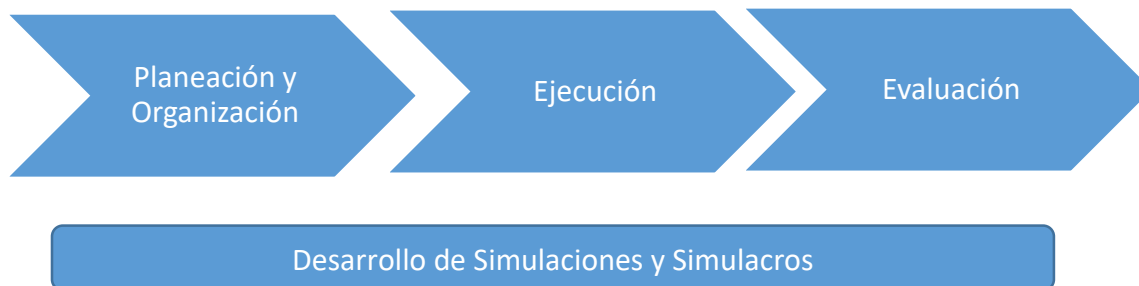 Planeación y
Organización
Ejecución
Evaluación
Desarrollo de Simulaciones y Simulacros